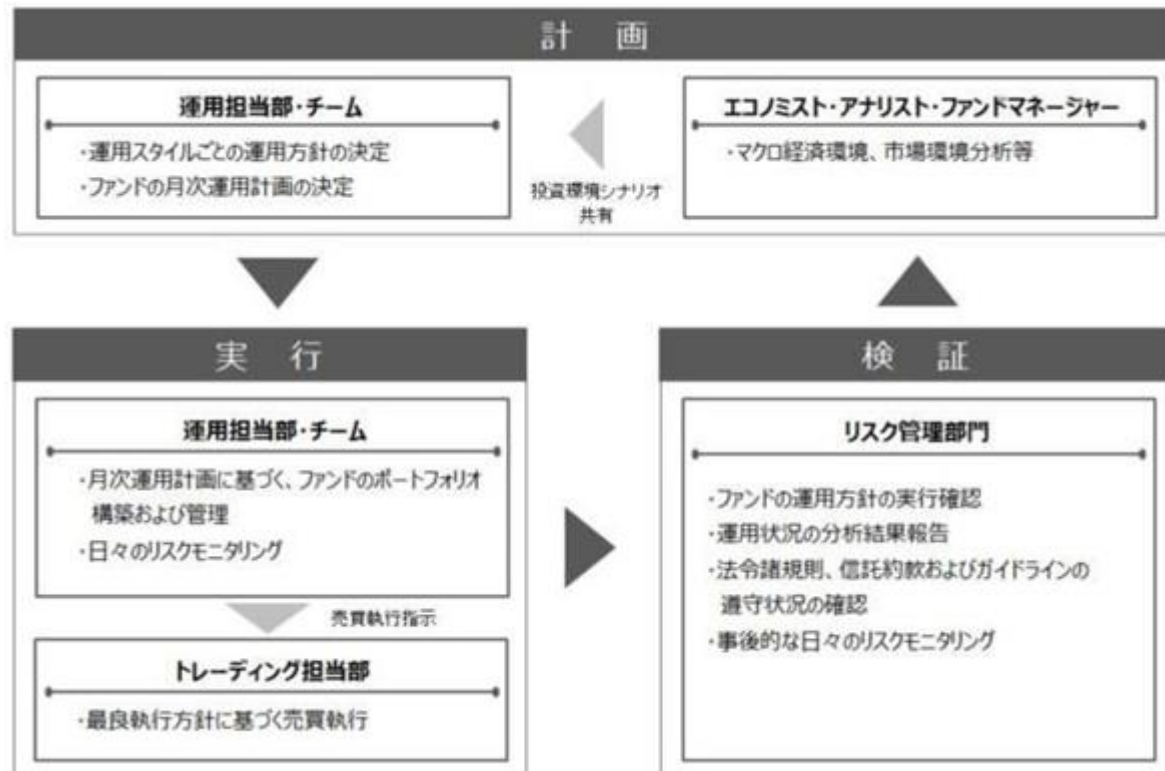 計 画
運用担当部・チーム
・運用スタイルごとの運用方針の決定
・ファンドの月次運用計画の決定
投資環境シナリオ
共有
エコノミスト・アナリスト・ファンドマネージャー
・マクロ経済環境、市場環境分析等
実 行
運用担当部・チーム
・月次運用計画に基づく、ファンドのポートフォリオ
構築および管理
・日々のリスクモニタリング
売買執行指示
トレーディング担当部
・最良執行方針に基づく売買執行
検 証
リスク管理部門
・ファンドの運用方針の実行確認
・運用状況の分析結果報告
・法令諸規則、信託約款およびガイドラインの
遵守状況の確認
・事後的な日々のリスクモニタリング